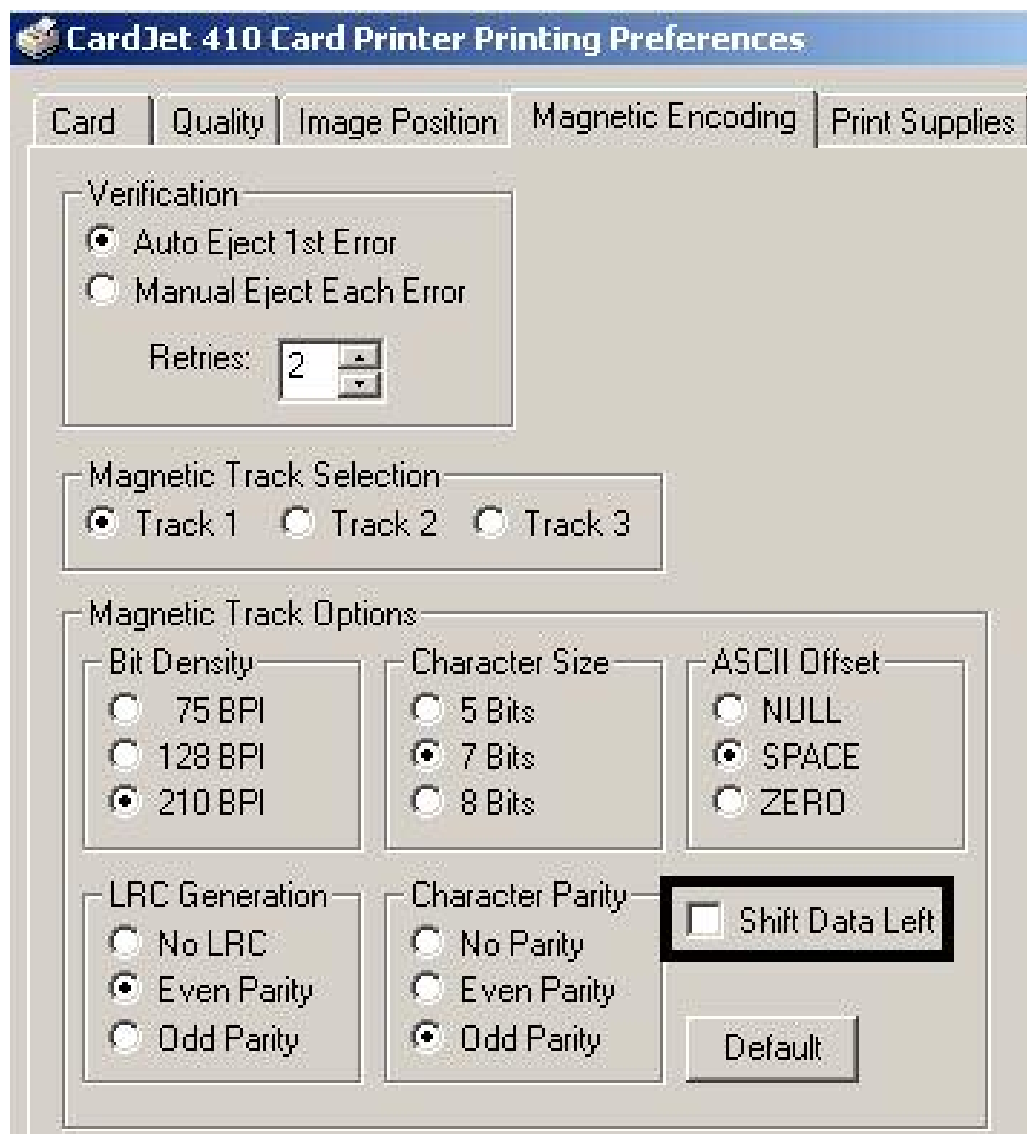 CardJet 410 Card Printer Printing Preferences
Card Quality Image Position Magnetic Encoding Print Supplies
Verification
Auto Eject 1st Error
Manual Eject Each Error
Retries: 2
Magnetic Track Selection
Track 1 Track 2 Track 3
Magnetic Track Options
Bit Density Character Size ASCII Offset
75 BPI 5 Bits NULL
128 BPI 7 Bits SPACE
210 BPI 8 Bits ZERO
LRC Generation Character Parity Shift Data Left
No LRC No Parity
Even Parity Even Parity
Odd Parity Odd Parity Default